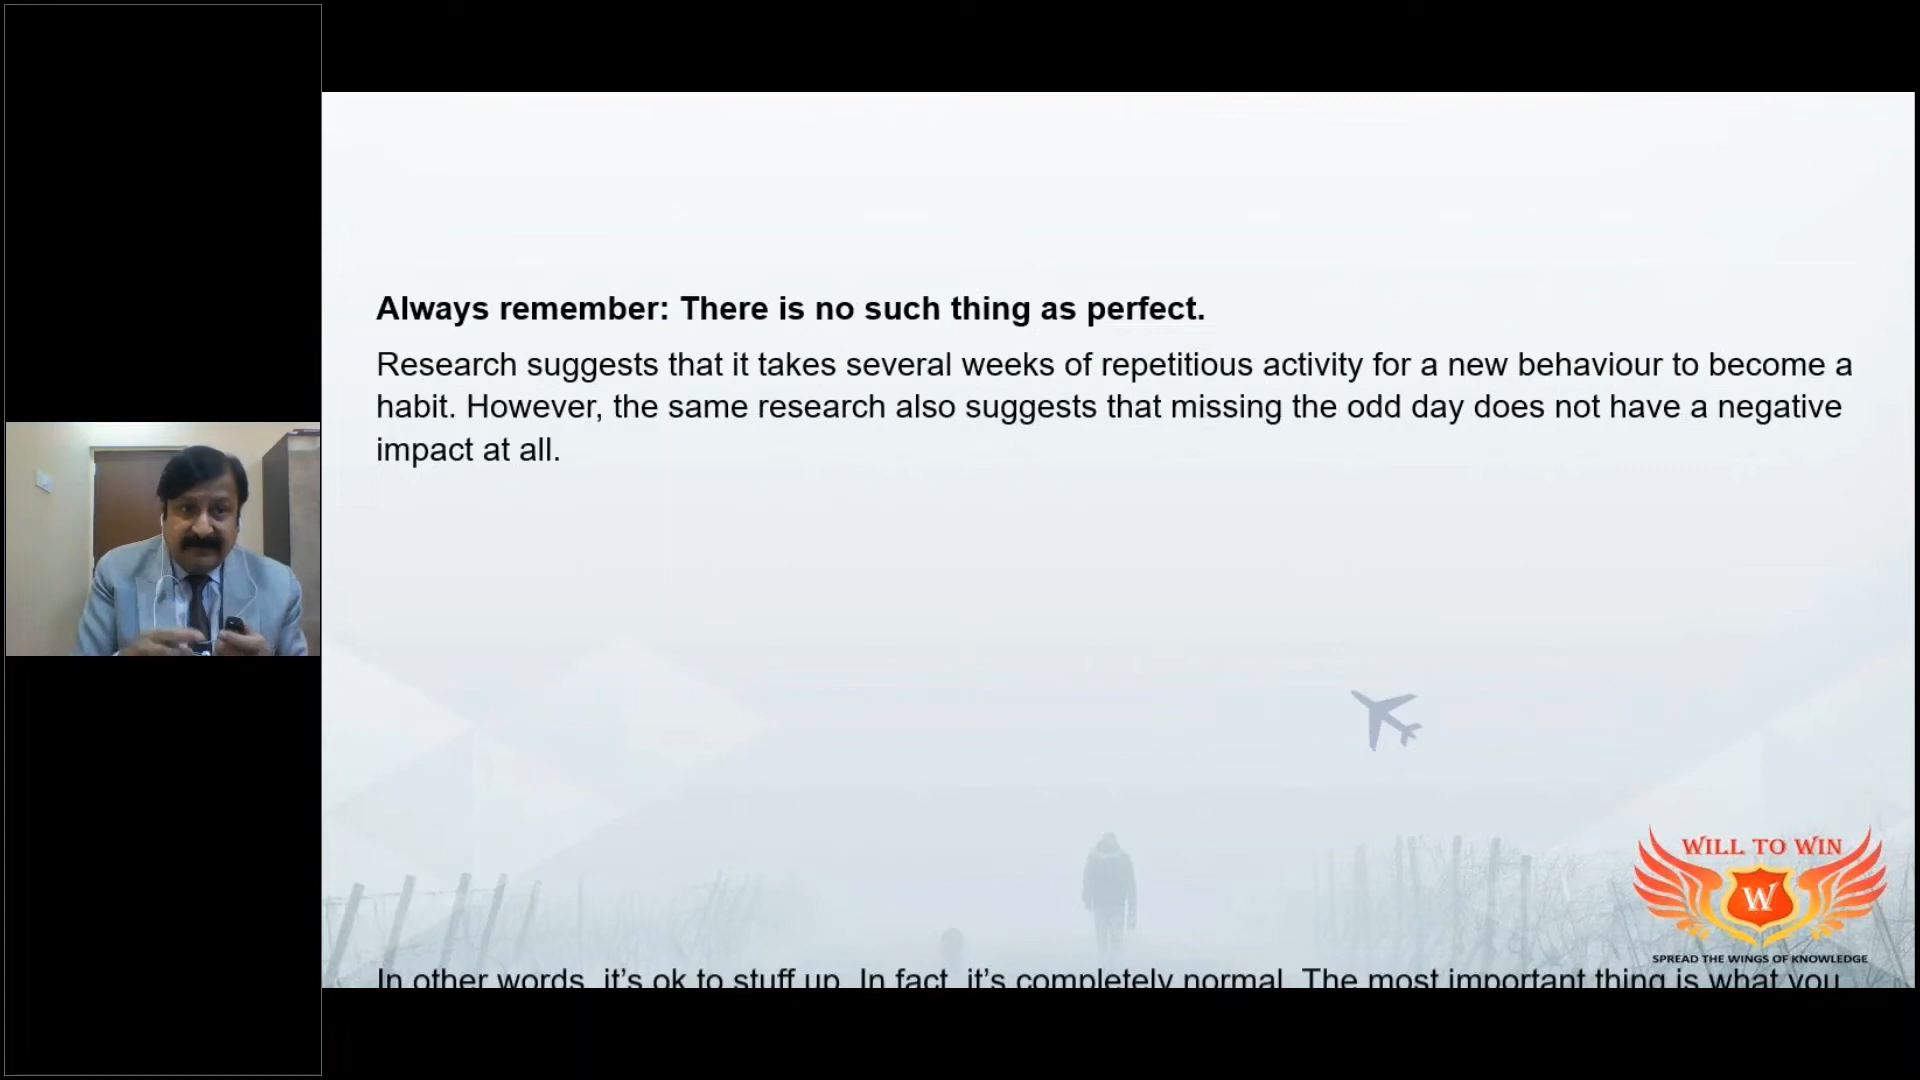 Always remember: There is no such thing as perfect.
Research suggests that it takes several weeks of repetitious activity for a new behaviour to become a
habit. However, the same research also suggests that missing the odd day does not have a negative
impact at all.
WILL TO WIN
W
SPREAD THE WINGS OF KNOWLEDGE
In other words, it’s ok to stuff up. In fact, it’s completely normal. The most important thing is what you